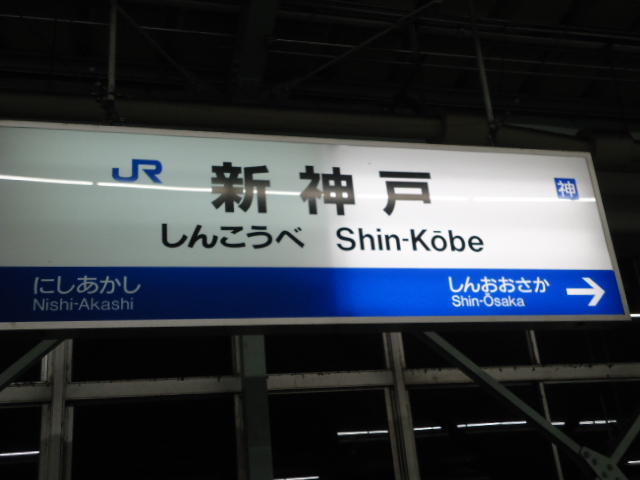 JR 新神戸 神
しんこうべ Shin-Kōbe
にしあかし しんおおさか →
Nishi-Akashi Shin-Ōsaka